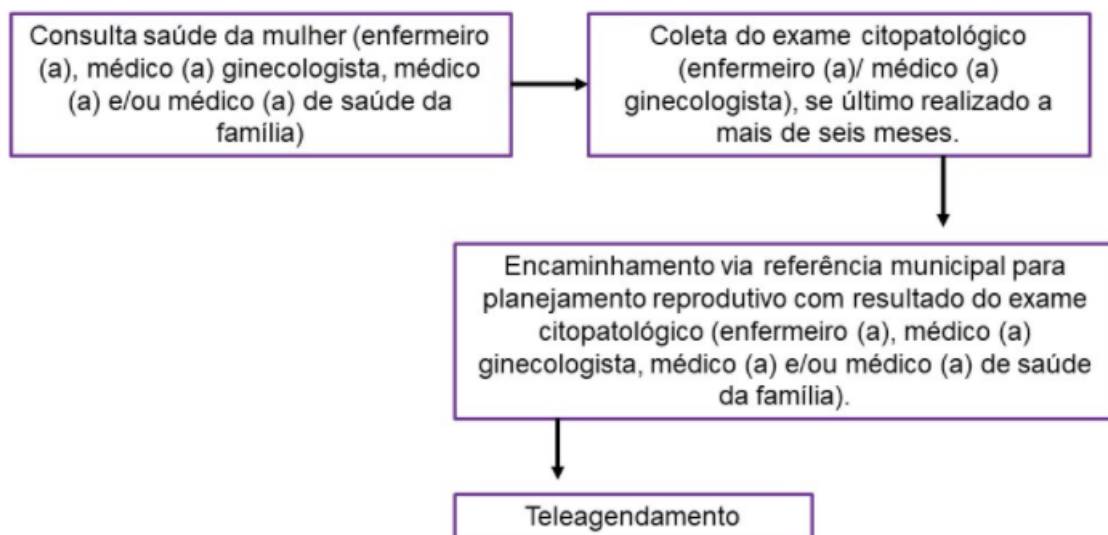 Consulta saúde da mulher (enfermeiro
(a), médico (a) ginecologista, médico
(a) e/ou médico (a) de saúde da
família)
Coleta do exame citopatológico
(enfermeiro (a)/ médico (a)
ginecologista), se último realizado a
mais de seis meses.
Encaminhamento via referência municipal para
planejamento reprodutivo com resultado do exame
citopatológico (enfermeiro (a), médico (a)
ginecologista, médico (a) e/ou médico (a) de saúde
da família).
Teleagendamento